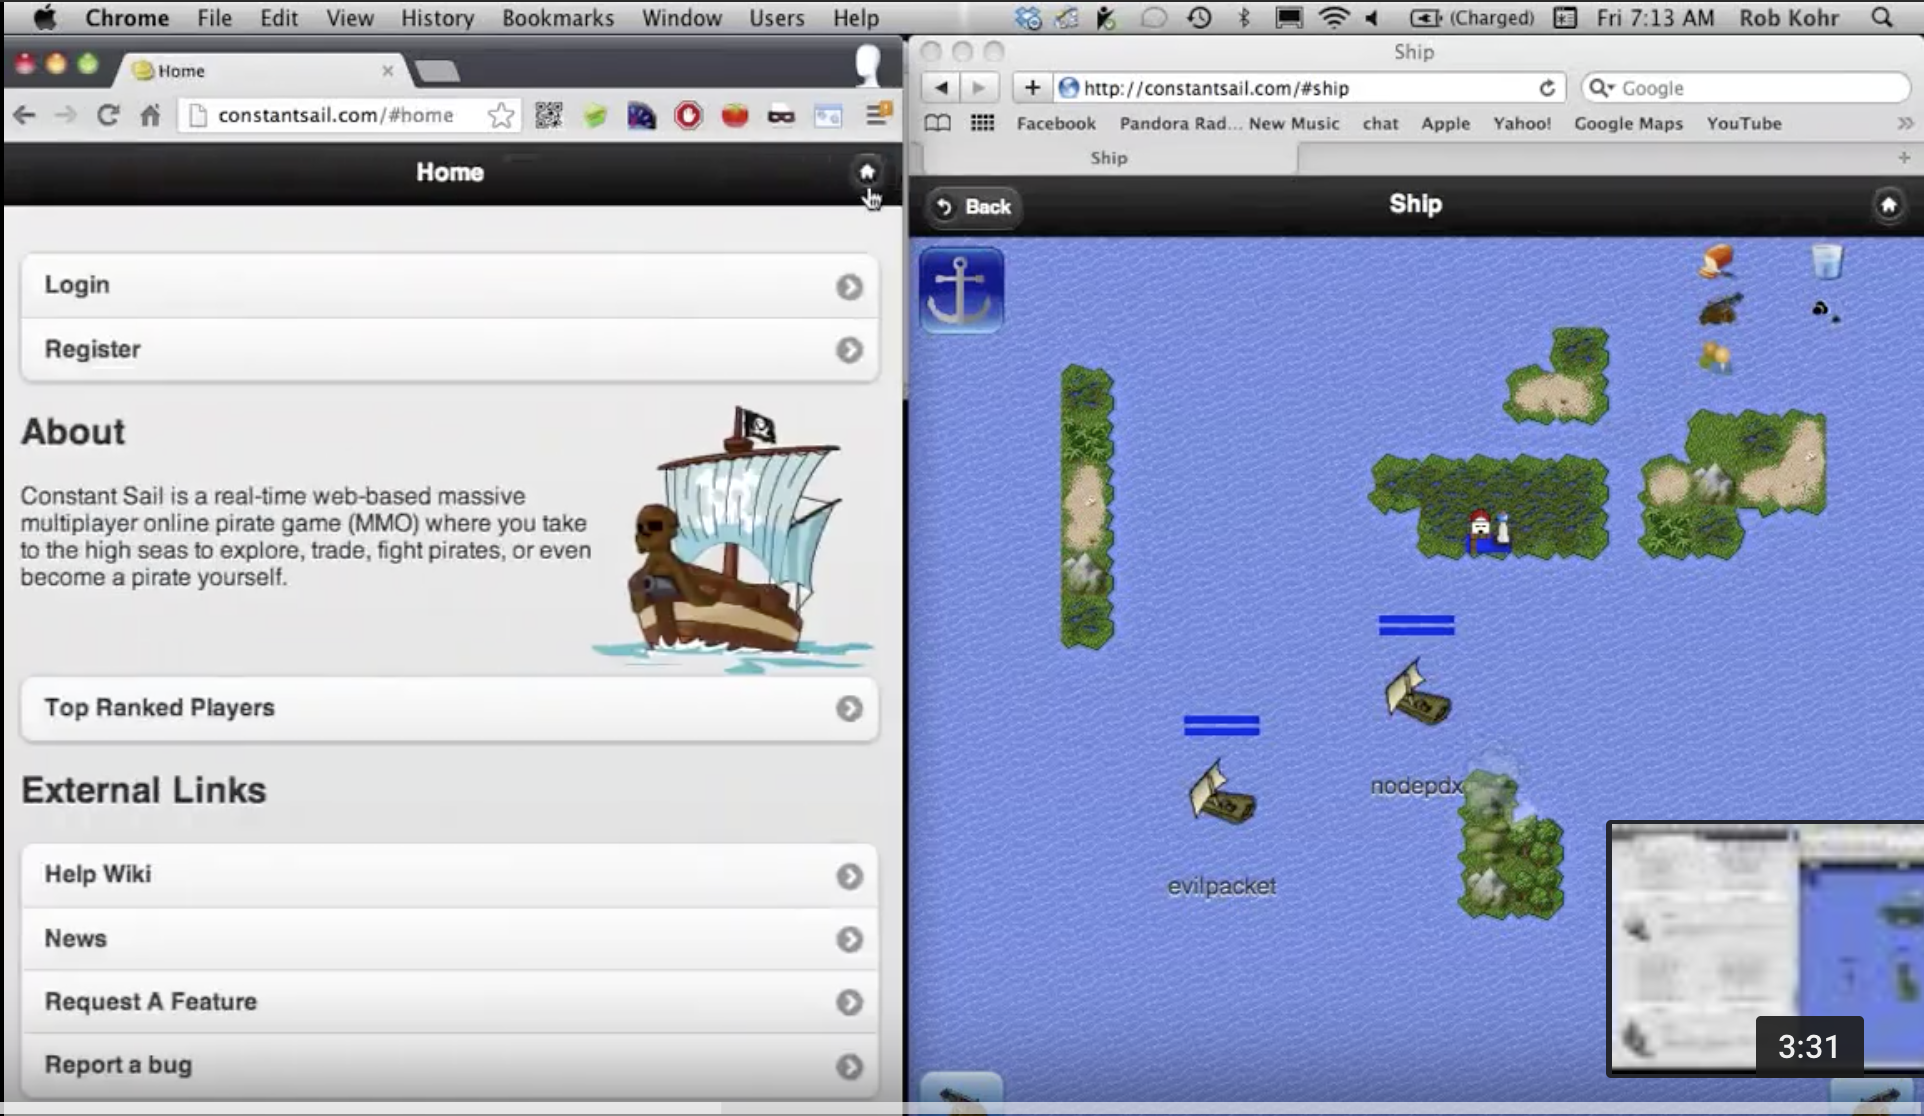 Chrome File Edit View History Bookmarks Window Users Help (Charged) Fri 7:13 AM Rob Kohr
Home
constantsail.com/#home
Home
Login
Register
About
Constant Sail is a real-time web-based massive
multiplayer online pirate game (MMO) where you take
to the high seas to explore, trade, fight pirates, or even
become a pirate yourself.
Top Ranked Players
External Links
Help Wiki
News
Request A Feature
Report a bug
Ship
http://constantsail.com/#ship Google
Facebook Pandora Rad... New Music chat Apple Yahoo! Google Maps YouTube
Ship
Back Ship
nodepdx
evilpacket
3:31